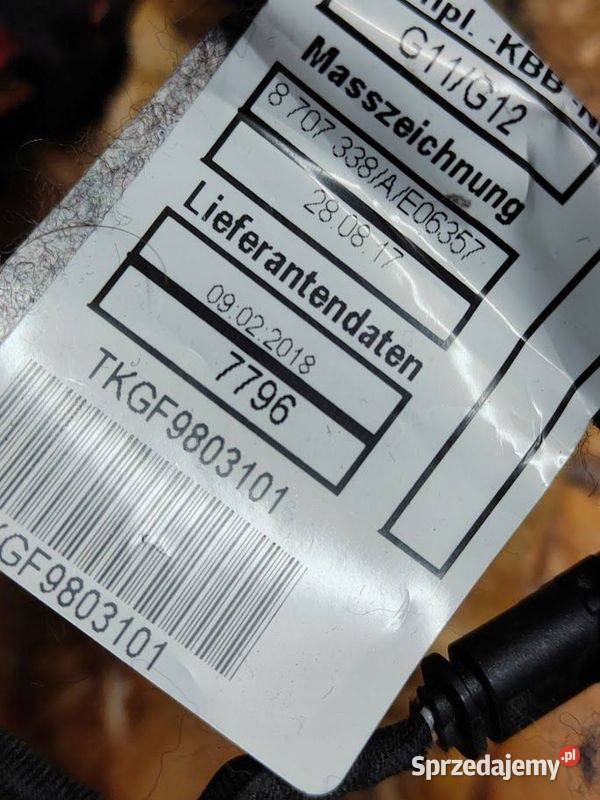 -KBB
G11/G12
Masszeichnung
8 707 338/A/E06357
28.08.17
Lieferantendaten
09.02.2018
7796
TKGF9803101
GF9803101
Sprzedajemy.pl